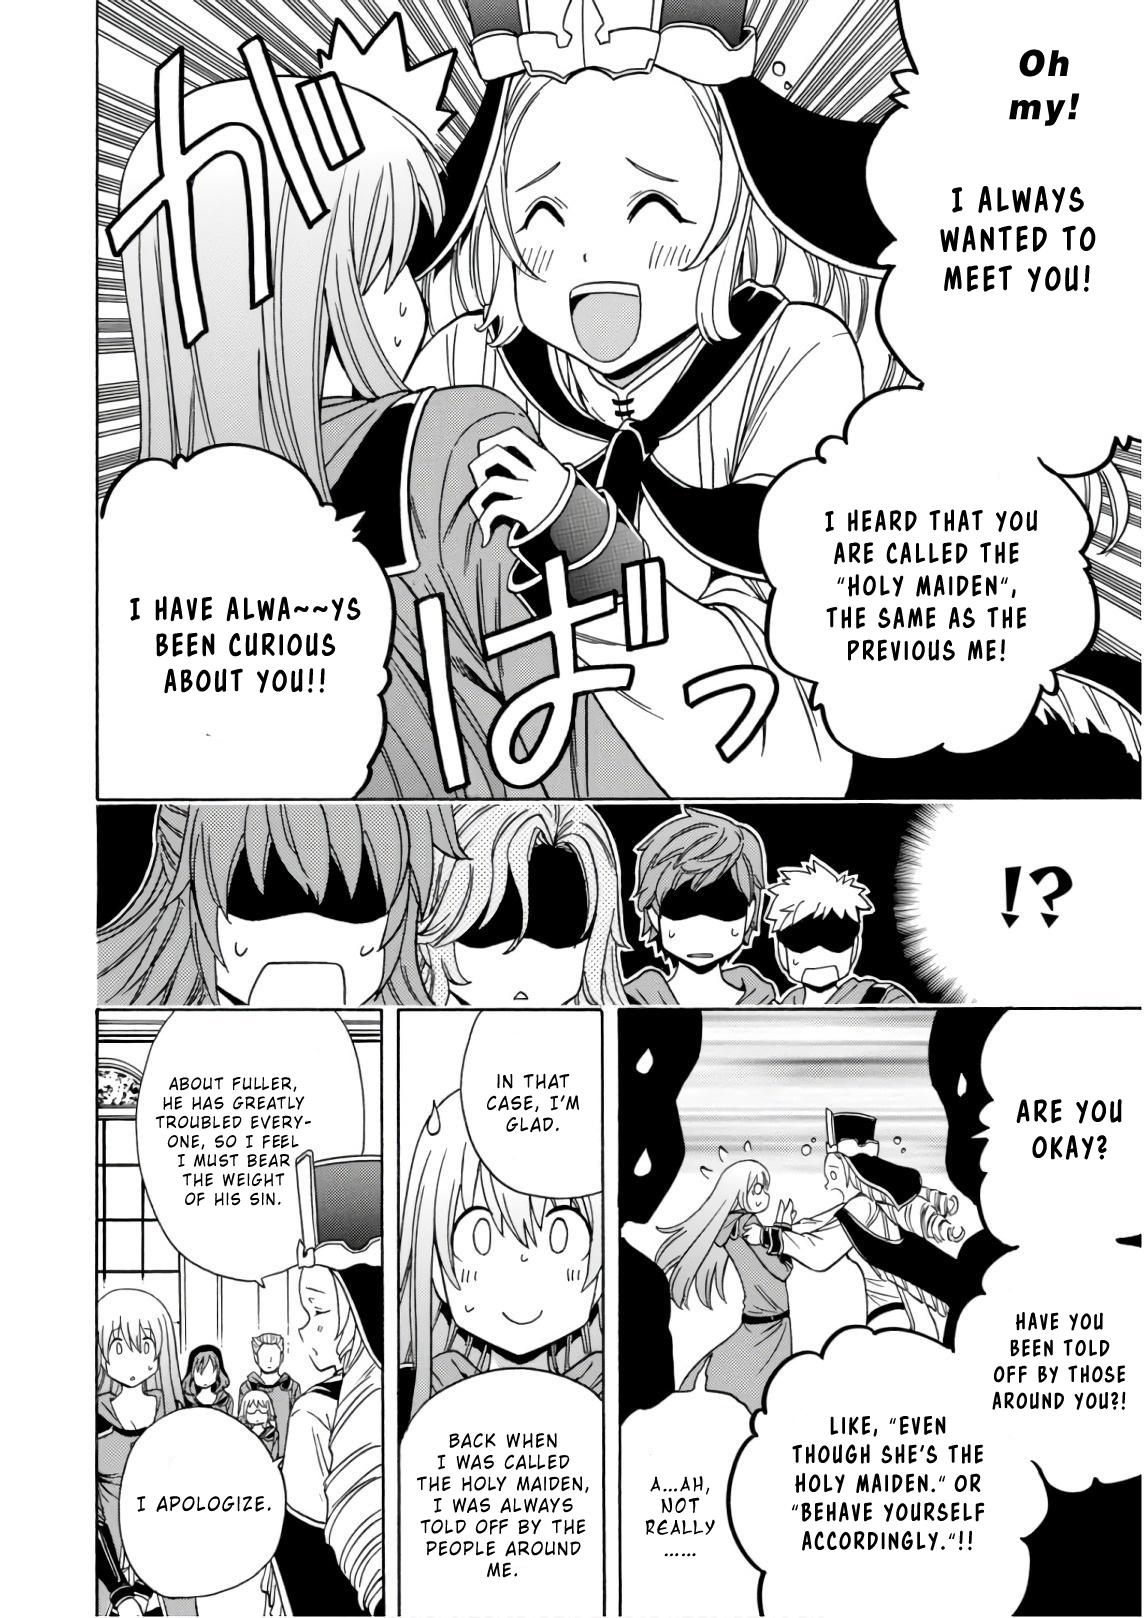 Oh
my!
I ALWAYS
WANTED TO
MEET YOU!
ガ
バ
ッ
I HEARD THAT YOU
ARE CALLED THE
"HOLY MAIDEN",
THE SAME AS THE
PREVIOUS ME!
I HAVE ALWA~~YS
BEEN CURIOUS
ABOUT YOU!!
!?
ARE YOU
OKAY?
HAVE YOU
BEEN TOLD
OFF BY THOSE
AROUND YOU?!
LIKE, "EVEN
THOUGH SHE'S THE
HOLY MAIDEN." OR
"BEHAVE YOURSELF
ACCORDINGLY."!!
A...AH,
NOT
REALLY
......
IN THAT
CASE, I'M
GLAD.
BACK WHEN
I WAS CALLED
THE HOLY MAIDEN,
I WAS ALWAYS
TOLD OFF BY THE
PEOPLE AROUND
ME.
ABOUT FULLER,
HE HAS GREATLY
TROUBLED EVERY-
ONE, SO I FEEL
I MUST BEAR
THE WEIGHT
OF HIS SIN.
I APOLOGIZE.